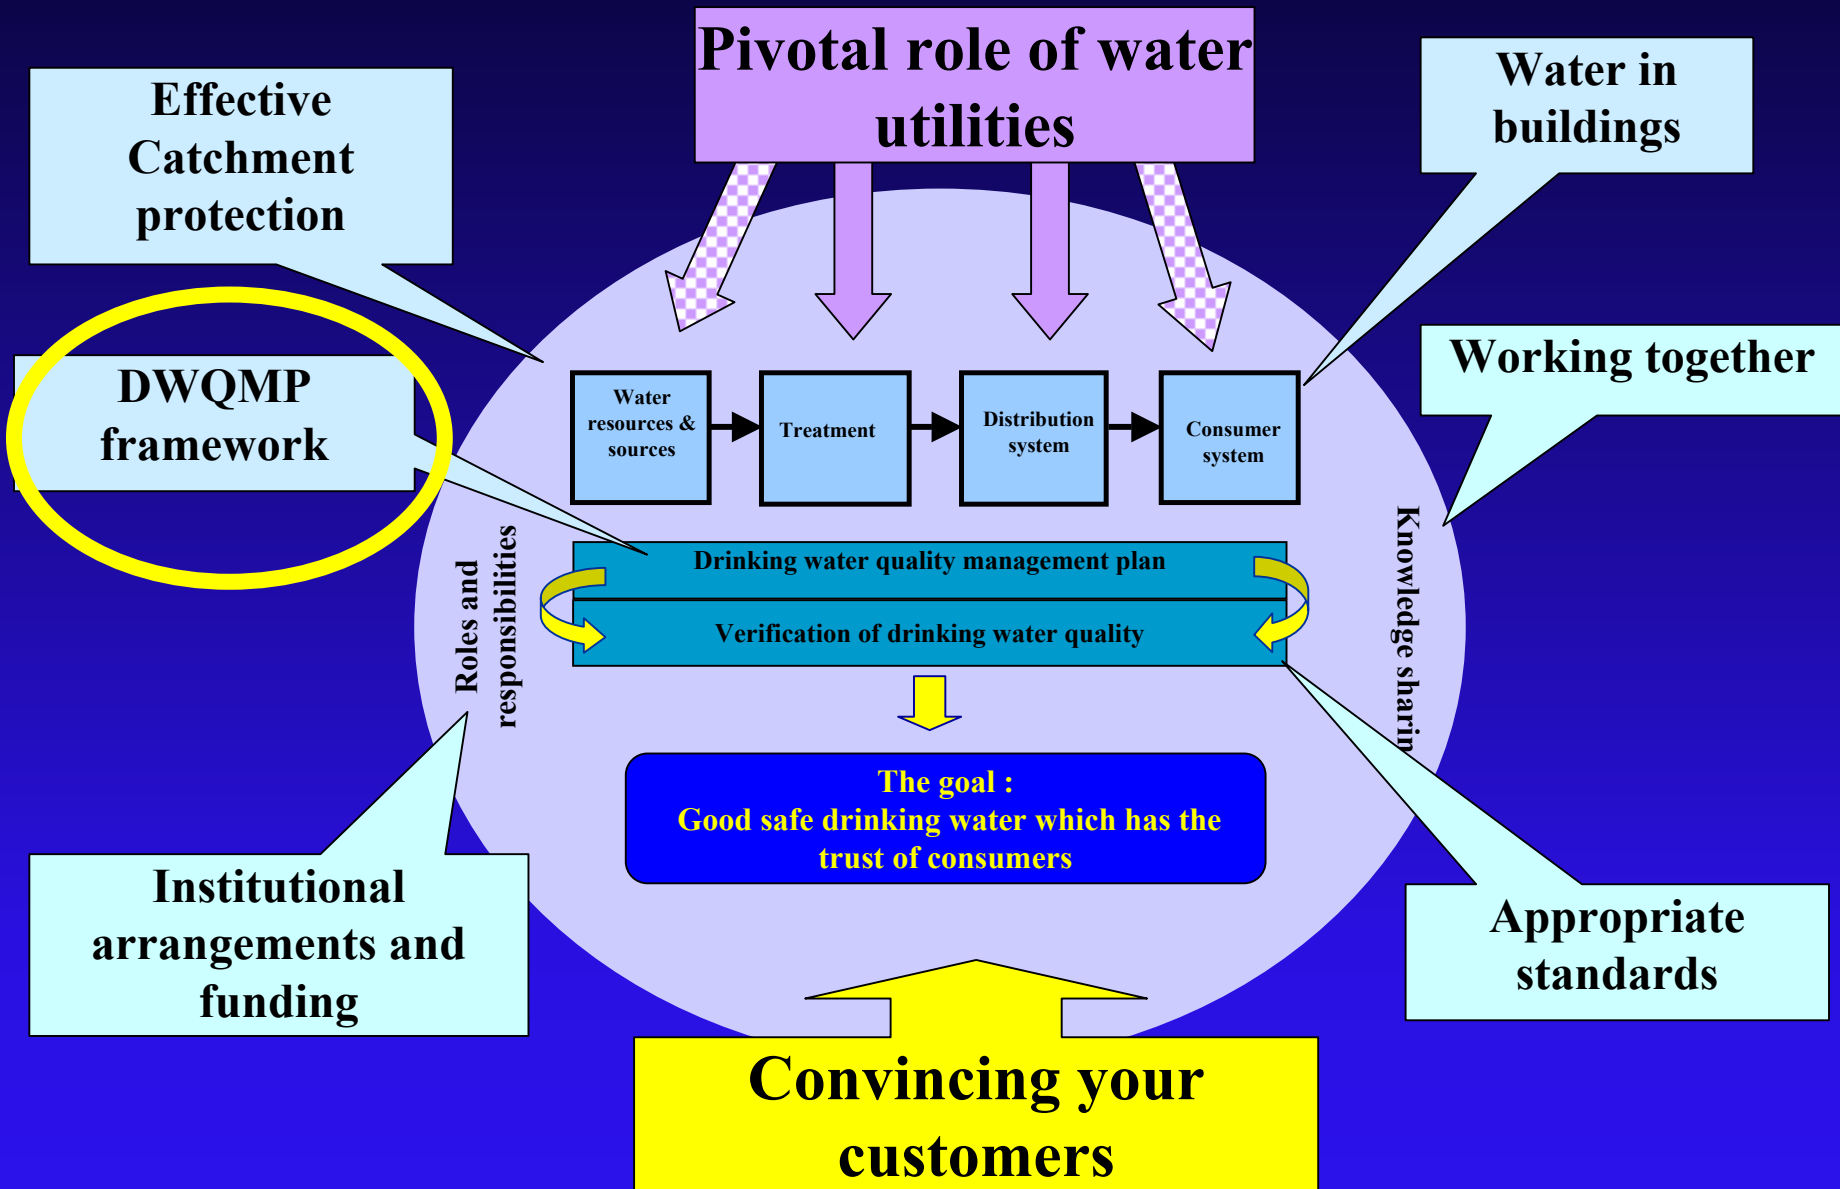 Pivotal role of water
utilities
Effective
Catchment
protection
Water in
buildings
DWQMP
framework
Working together
Water
resources &
sources
Treatment
Distribution
system
Consumer
system
Roles and
responsibilities
Drinking water quality management plan
Verification of drinking water quality
Knowledge sharin
The goal :
Good safe drinking water which has the
trust of consumers
Institutional
arrangements and
funding
Appropriate
standards
Convincing your
customers